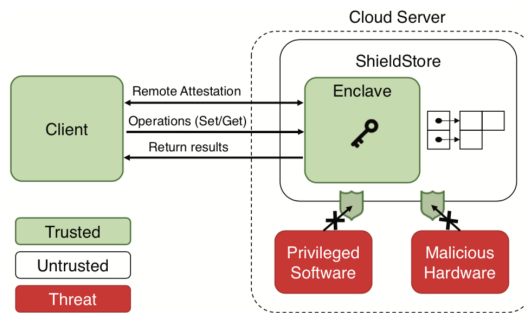 Cloud Server
ShieldStore
Remote Attestation
Enclave
Client
Operations (Set/Get)
Return results
Trusted
Untrusted
Threat
Privileged
Software
Malicious
Hardware